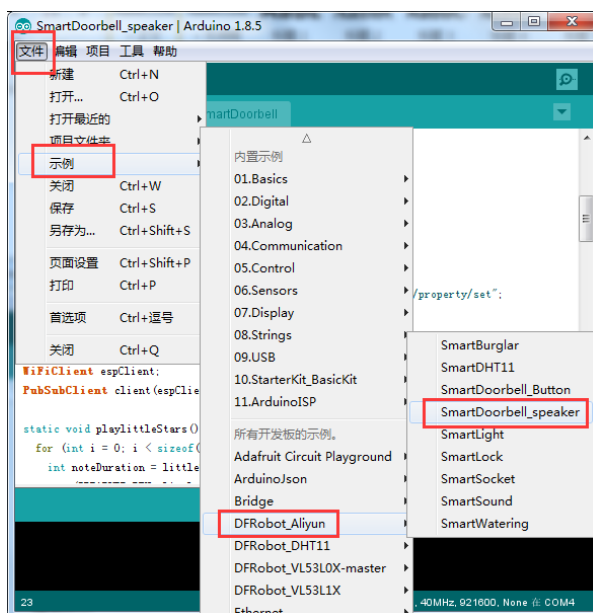 SmartDoorbell_speaker | Arduino 1.8.5
文件 编辑 项目 工具 帮助
新建 Ctrl+N
打开... Ctrl+O
打开最近的
项目文件夹
示例
关闭 Ctrl+W
保存 Ctrl+S
另存为... Ctrl+Shift+S
页面设置 Ctrl+Shift+P
打印 Ctrl+P
首选项 Ctrl+逗号
关闭 Ctrl+Q
martDoorbell
内置示例
01.Basics
02.Digital
03.Analog
04.Communication
05.Control
06.Sensors
07.Display
08.Strings
09.USB
10.StarterKit_BasicKit
11.ArduinoISP
所有开发板的示例。
Adafruit Circuit Playground
ArduinoJson
Bridge
DFRobot_Aliyun
DFRobot_DHT11
DFRobot_VL53L0X-master
DFRobot_VL53L1X
Ethernet
SmartBurglar
SmartDHT11
SmartDoorbell_Button
SmartDoorbell_speaker
SmartLight
SmartLock
SmartSocket
SmartSound
SmartWatering
/property/set";
WiFiClient espClient;
PubSubClient client(espClie
static void playlittleStars()
for (int i = 0; i < sizeof(
int noteDuration = little
23
, 40MHz, 921600, None 在 COM4